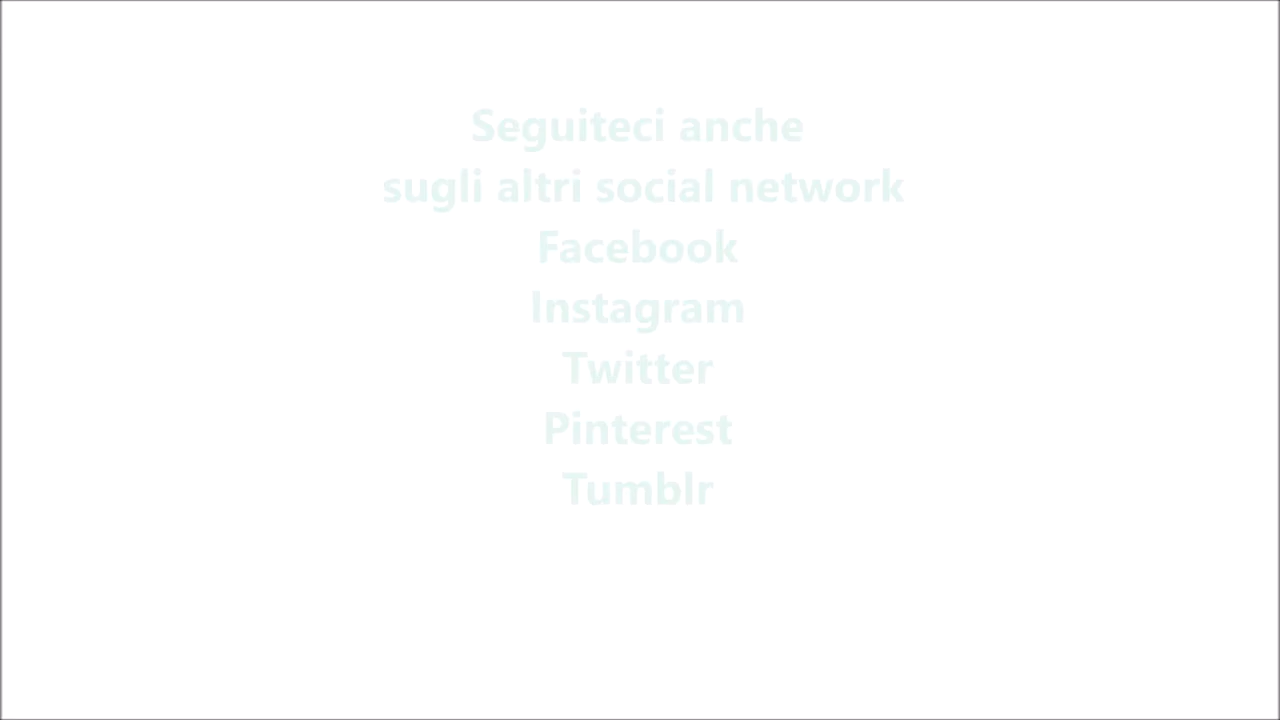 Seguiteci anche
sugli altri social network
Facebook
Instagram
Twitter
Pinterest
Tumblr